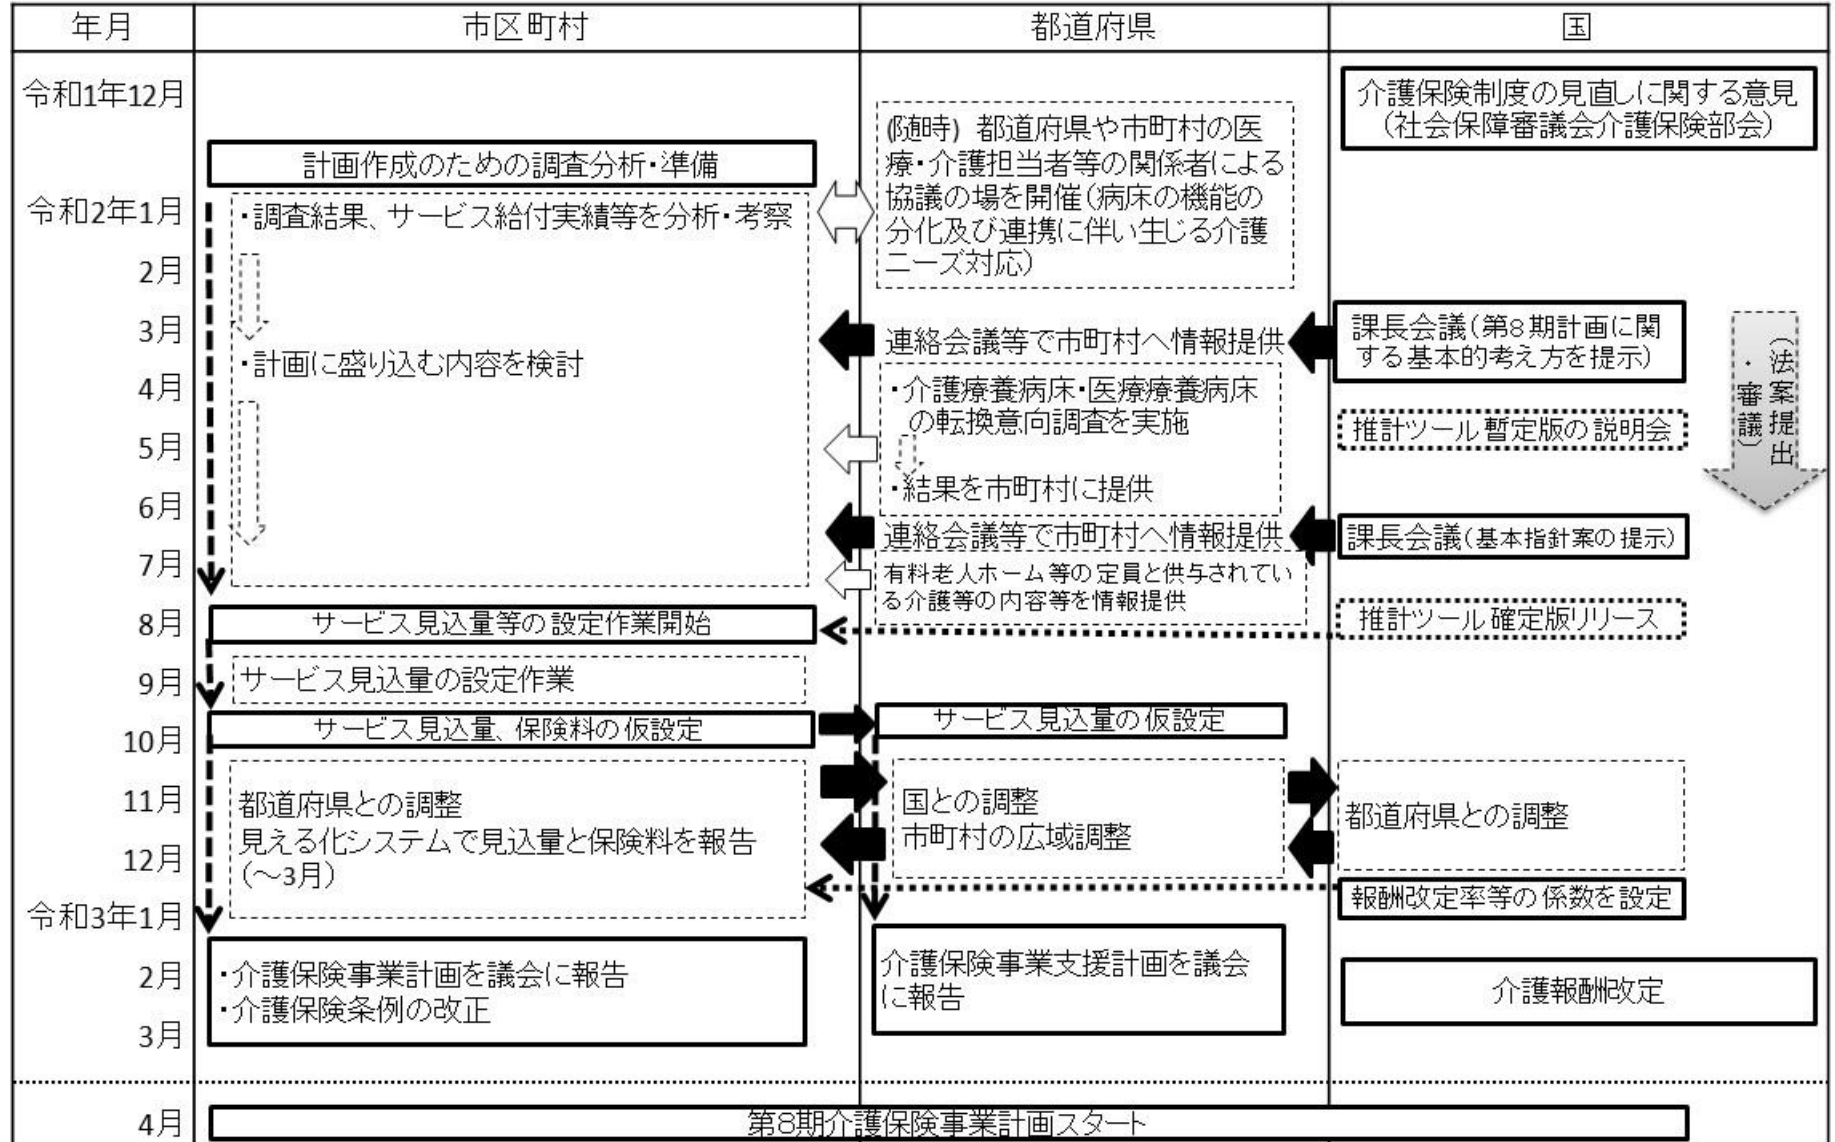 年月
市区町村
都道府県
国
令和1年12月
介護保険制度の見直しに関する意見
（社会保障審議会介護保険部会）
(随時) 都道府県や市町村の医
療・介護担当者等の関係者による
協議の場を開催（病床の機能の
分化及び連携に伴い生じる介護
ニーズ対応）
計画作成のための調査分析・準備
令和2年1月
・調査結果、サービス給付実績等を分析・考察
2月
3月
連絡会議等で市町村へ情報提供
課長会議（第8期計画に関
する基本的考え方を提示）
（法案提出
・審議）
・計画に盛り込む内容を検討
4月
・介護療養病床・医療療養病床
の転換意向調査を実施
推計ツール暫定版の説明会
5月
・結果を市町村に提供
6月
連絡会議等で市町村へ情報提供
課長会議（基本指針案の提示）
7月
有料老人ホーム等の定員と供与されてい
る介護等の内容等を情報提供
8月
サービス見込量等の設定作業開始
推計ツール確定版リリース
9月
サービス見込量の設定作業
10月
サービス見込量、保険料の仮設定
サービス見込量の仮設定
11月
都道府県との調整
見える化システムで見込量と保険料を報告
（～3月）
国との調整
市町村の広域調整
都道府県との調整
12月
報酬改定率等の係数を設定
令和3年1月
2月
・介護保険事業計画を議会に報告
・介護保険条例の改正
介護保険事業支援計画を議会
に報告
介護報酬改定
3月
4月
第8期介護保険事業計画スタート